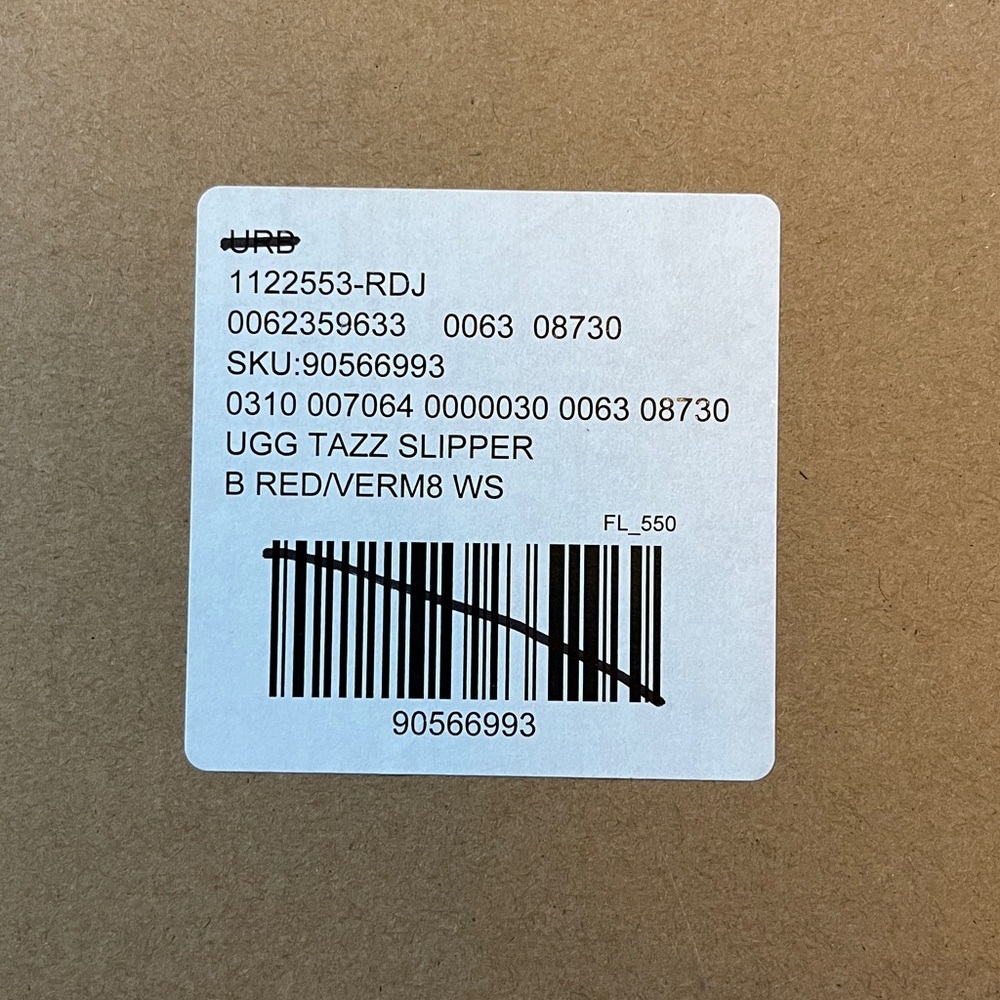 URB
1122553-RDJ
0062359633 0063 08730
SKU:90566993
0310 007064 0000030 0063 08730
UGG TAZZ SLIPPER
B RED/VERM8 WS
FL_550
90566993